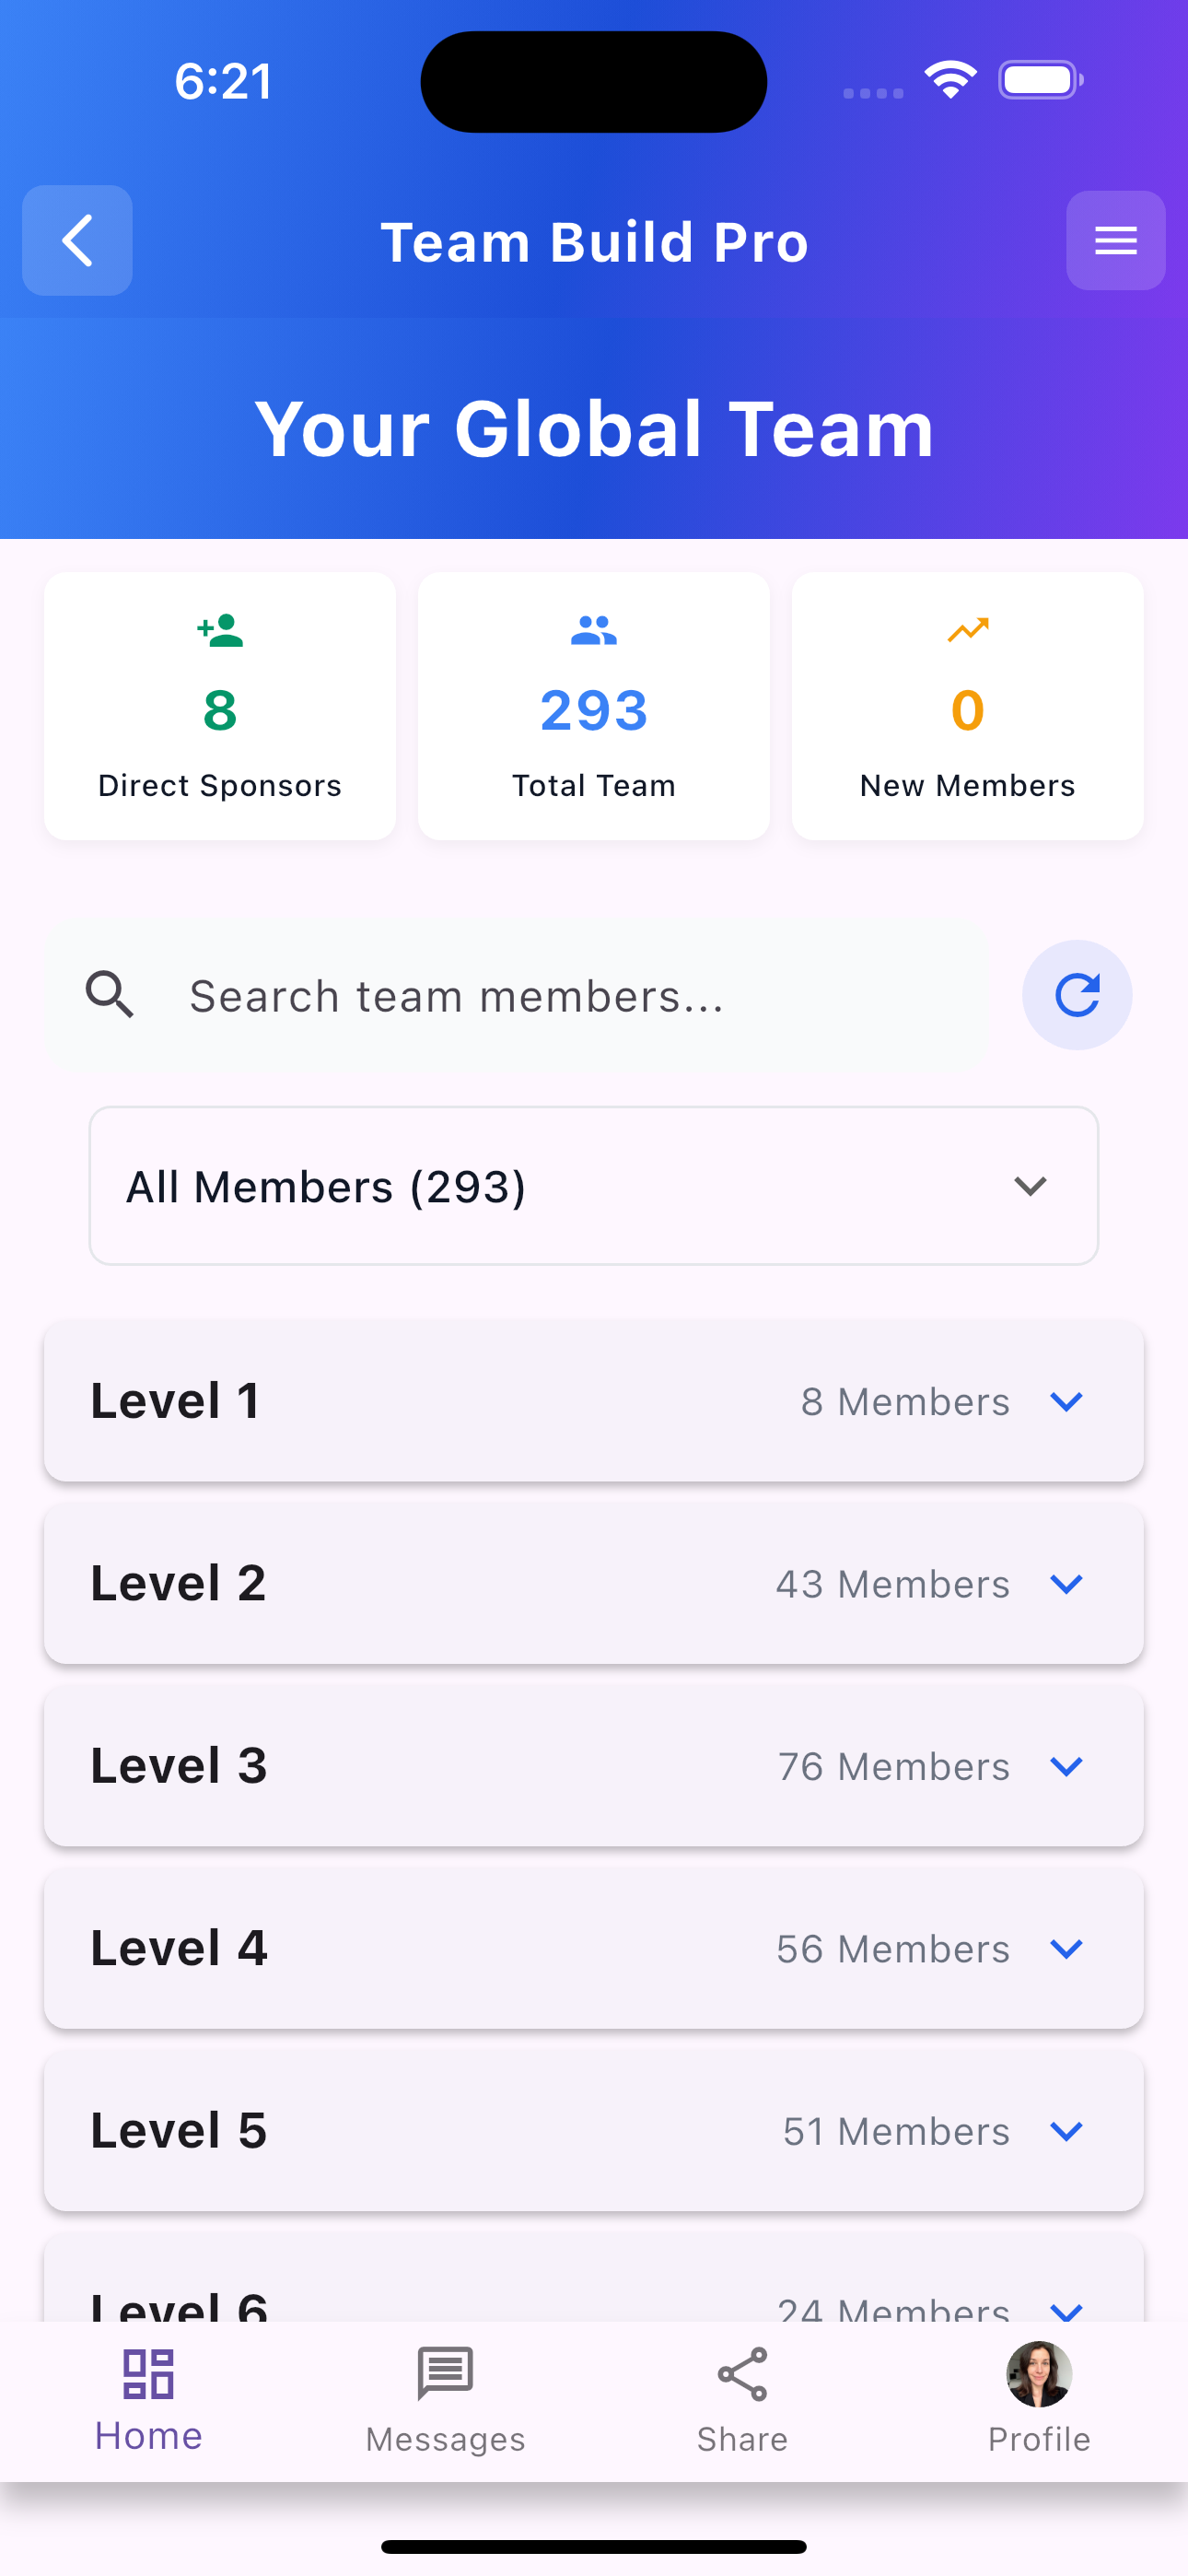 6:21
Team Build Pro
Your Global Team
8
Direct Sponsors
293
Total Team
0
New Members
Search team members...
All Members (293)
Level 1 8 Members
Level 2 43 Members
Level 3 76 Members
Level 4 56 Members
Level 5 51 Members
Level 6 24 Members
Home
Messages
Share
Profile